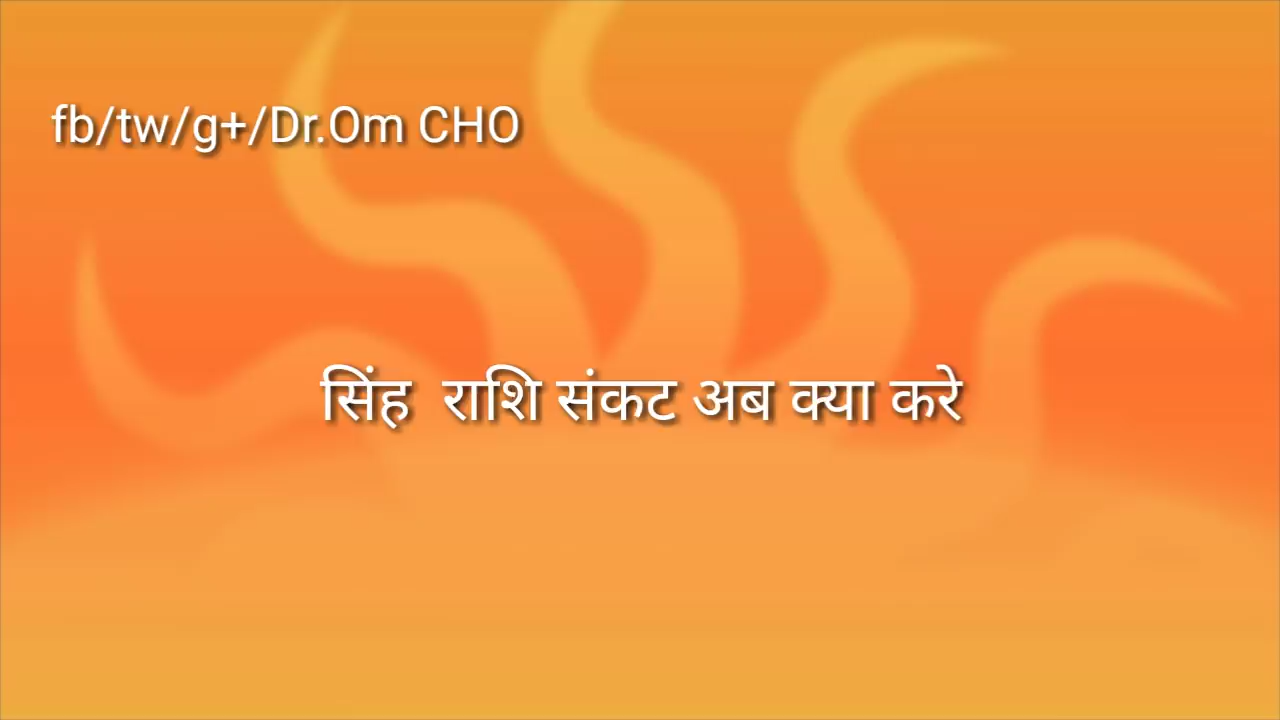 fb/tw/g+/Dr.Om CHO
सिंह  राशि संकट अब क्या करे